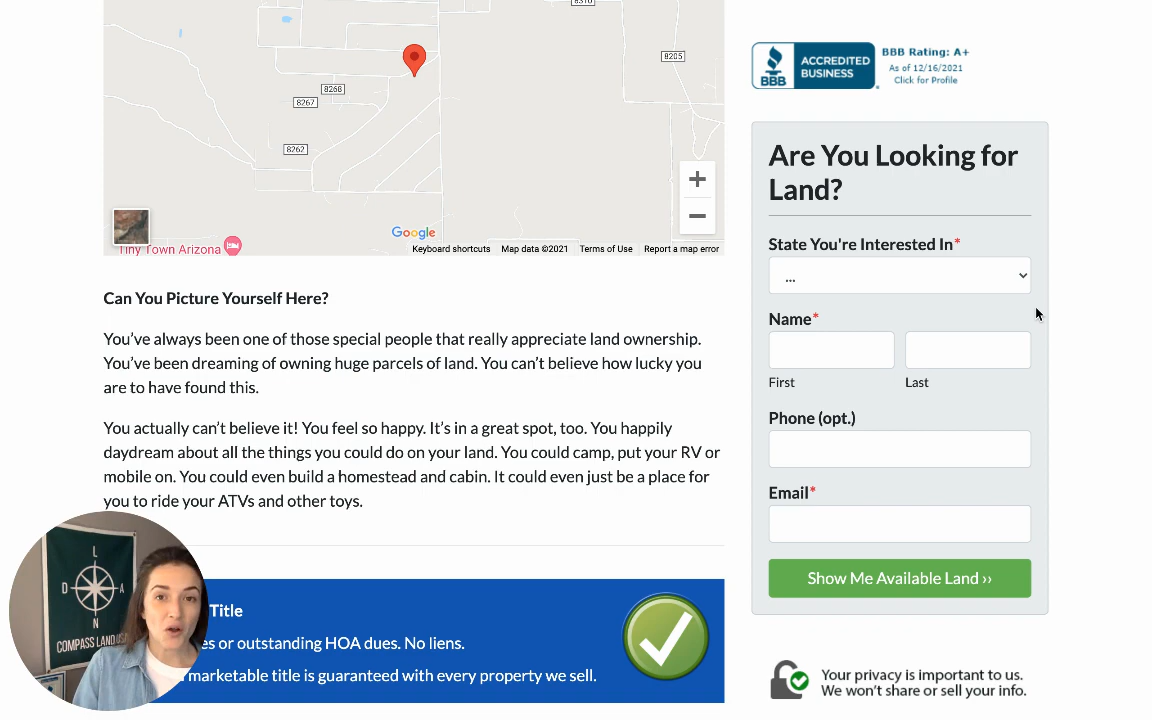 8310
8205
8268
8267
8262
Tiny Town Arizona
Google
Keyboard shortcuts
Map data ©2021
Terms of Use
Report a map error
Can You Picture Yourself Here?
You’ve always been one of those special people that really appreciate land ownership.
You’ve been dreaming of owning huge parcels of land. You can’t believe how lucky you
are to have found this.
You actually can’t believe it! You feel so happy. It’s in a great spot, too. You happily
daydream about all the things you could do on your land. You could camp, put your RV or
mobile on. You could even build a homestead and cabin. It could even just be a place for
you to ride your ATVs and other toys.
Title
es or outstanding HOA dues. No liens.
marketable title is guaranteed with every property we sell.
L
D A
N
COMPASS LAND USA
BBB
ACCREDITED
BUSINESS
BBB Rating: A+
As of 12/16/2021
Click for Profile
Are You Looking for
Land?
State You're Interested In*
...
Name*
First
Last
Phone (opt.)
Email*
Show Me Available Land ››
Your privacy is important to us.
We won't share or sell your info.